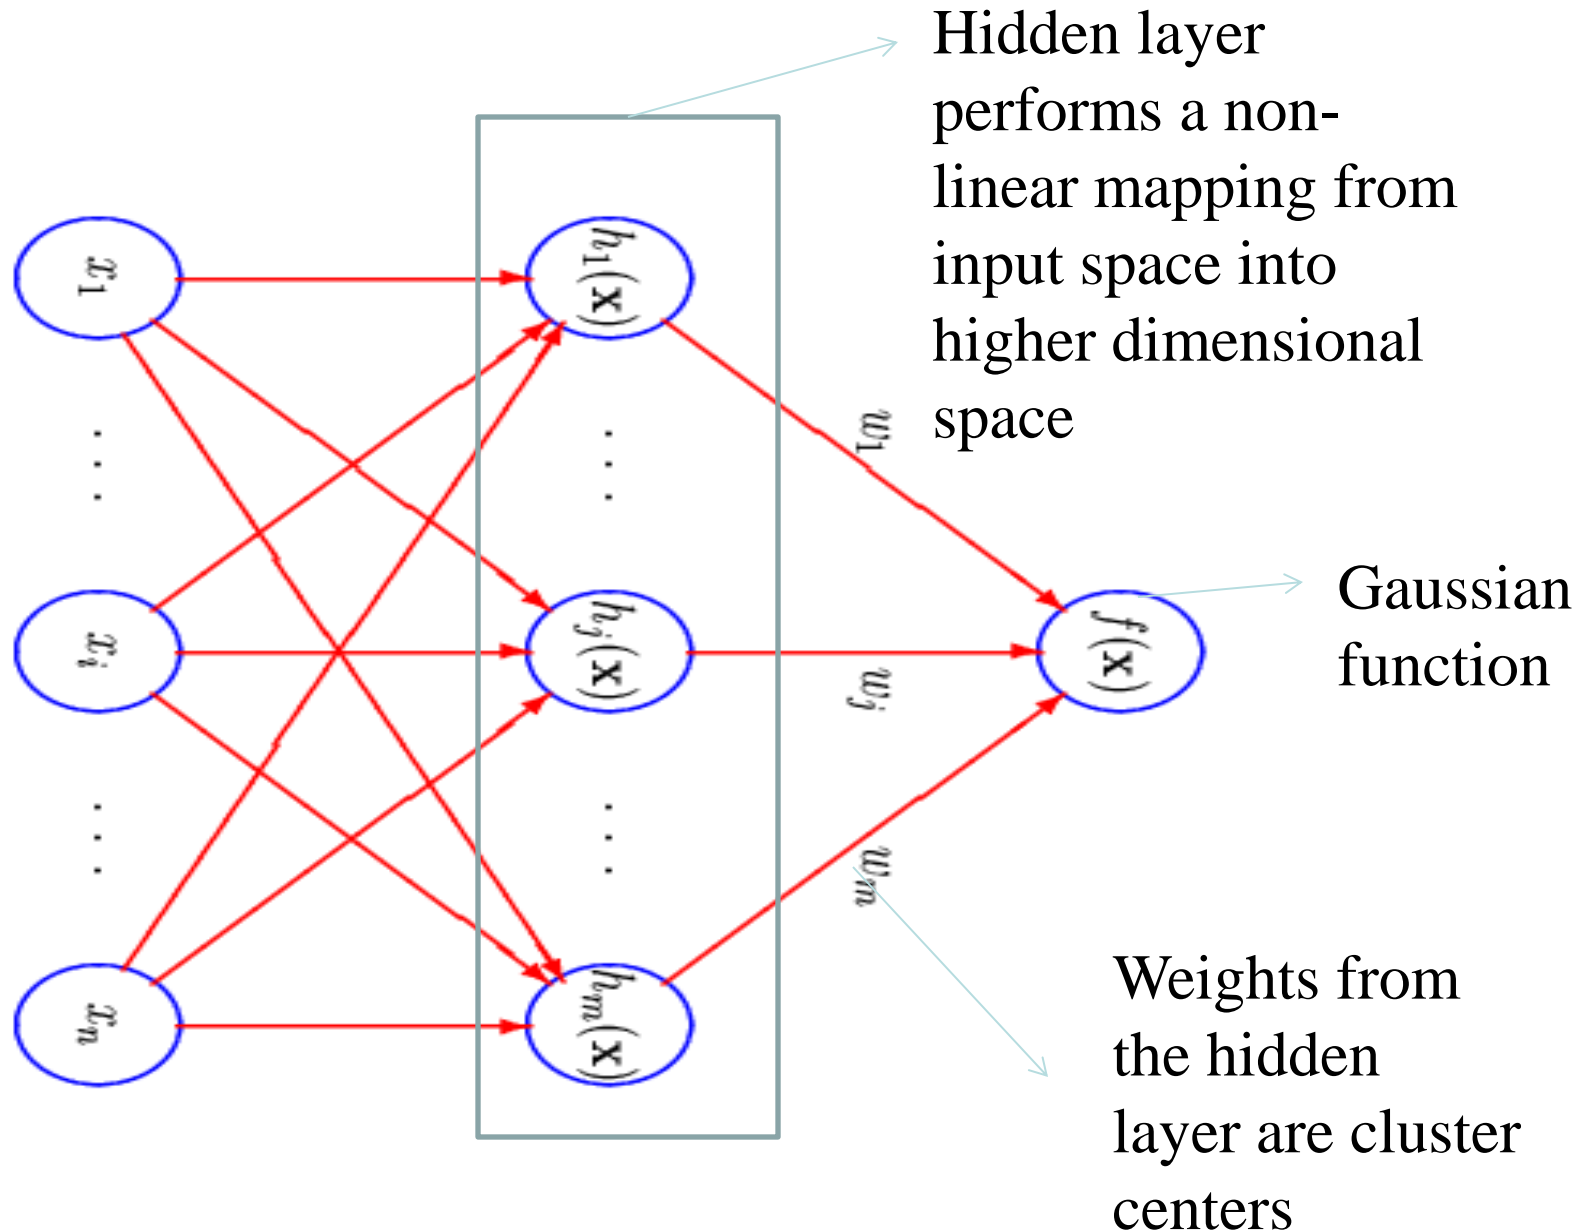 Hidden layer
performs a non-
linear mapping from
input space into
higher dimensional
space
x₁
h₁(x)
w₁
. . .
. . .
Gaussian
function
xᵢ
hⱼ(x)
wⱼ
f(x)
. . .
. . .
wₘ
xₙ
hₘ(x)
Weights from
the hidden
layer are cluster
centers